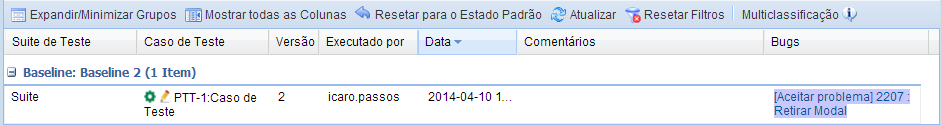 Expandir/Minimizar Grupos Mostrar todas as Colunas Resetar para o Estado Padrão Atualizar Resetar Filtros Multiclassificação
Suite de Teste Caso de Teste Versão Executado por Data Comentários Bugs
Baseline: Baseline 2 (1 Item)
Suite PTT-1:Caso de 2 icaro.passos 2014-04-10 1... [Aceitar problema] 2207 :
Teste Retirar Modal